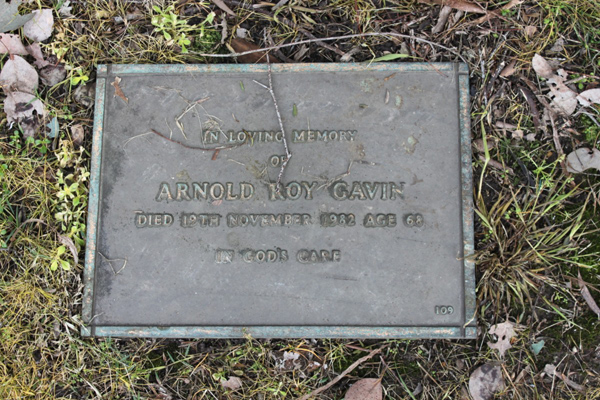 IN LOVING MEMORY
OF
ARNOLD ROY GAVIN
DIED 19TH NOVEMBER 1982 AGE 68
IN GOD'S CARE
109